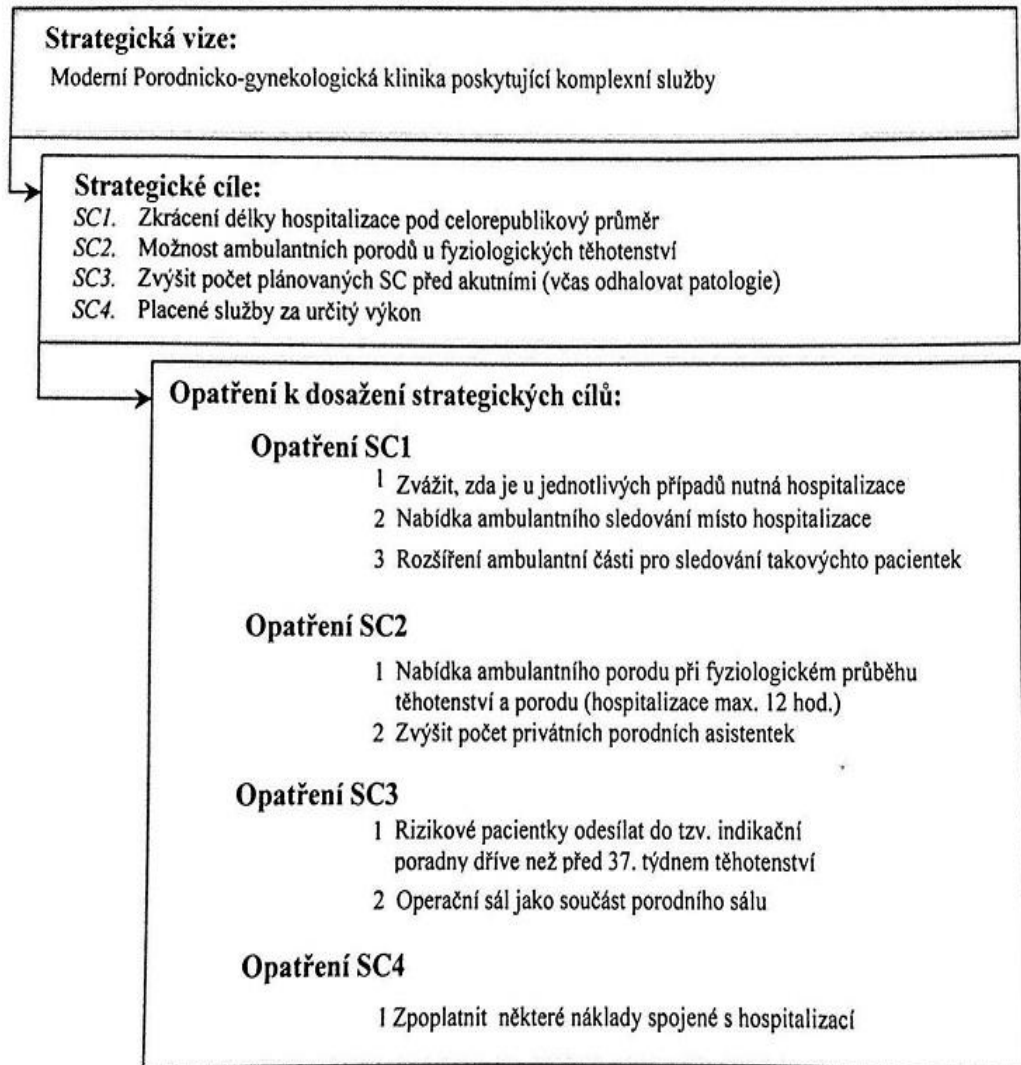 Strategická vize:
Moderní Porodnicko-gynekologická klinika poskytující komplexní služby
Strategické cíle:
SC1. Zkrácení délky hospitalizace pod celorepublikový průměr
SC2. Možnost ambulantních porodů u fyziologických těhotenství
SC3. Zvýšit počet plánovaných SC před akutními (včas odhalovat patologie)
SC4. Placené služby za určitý výkon
Opatření k dosažení strategických cílů:
Opatření SC1
1 Zvážit, zda je u jednotlivých případů nutná hospitalizace
2 Nabídka ambulantního sledování místo hospitalizace
3 Rozšíření ambulantní části pro sledování takovýchto pacientek
Opatření SC2
1 Nabídka ambulantního porodu při fyziologickém průběhu
těhotenství a porodu (hospitalizace max. 12 hod.)
2 Zvýšit počet privátních porodních asistentek
Opatření SC3
1 Rizikové pacientky odesílat do tzv. indikační
poradny dříve než před 37. týdnem těhotenství
2 Operační sál jako součást porodního sálu
Opatření SC4
1 Zpoplatnit některé náklady spojené s hospitalizací